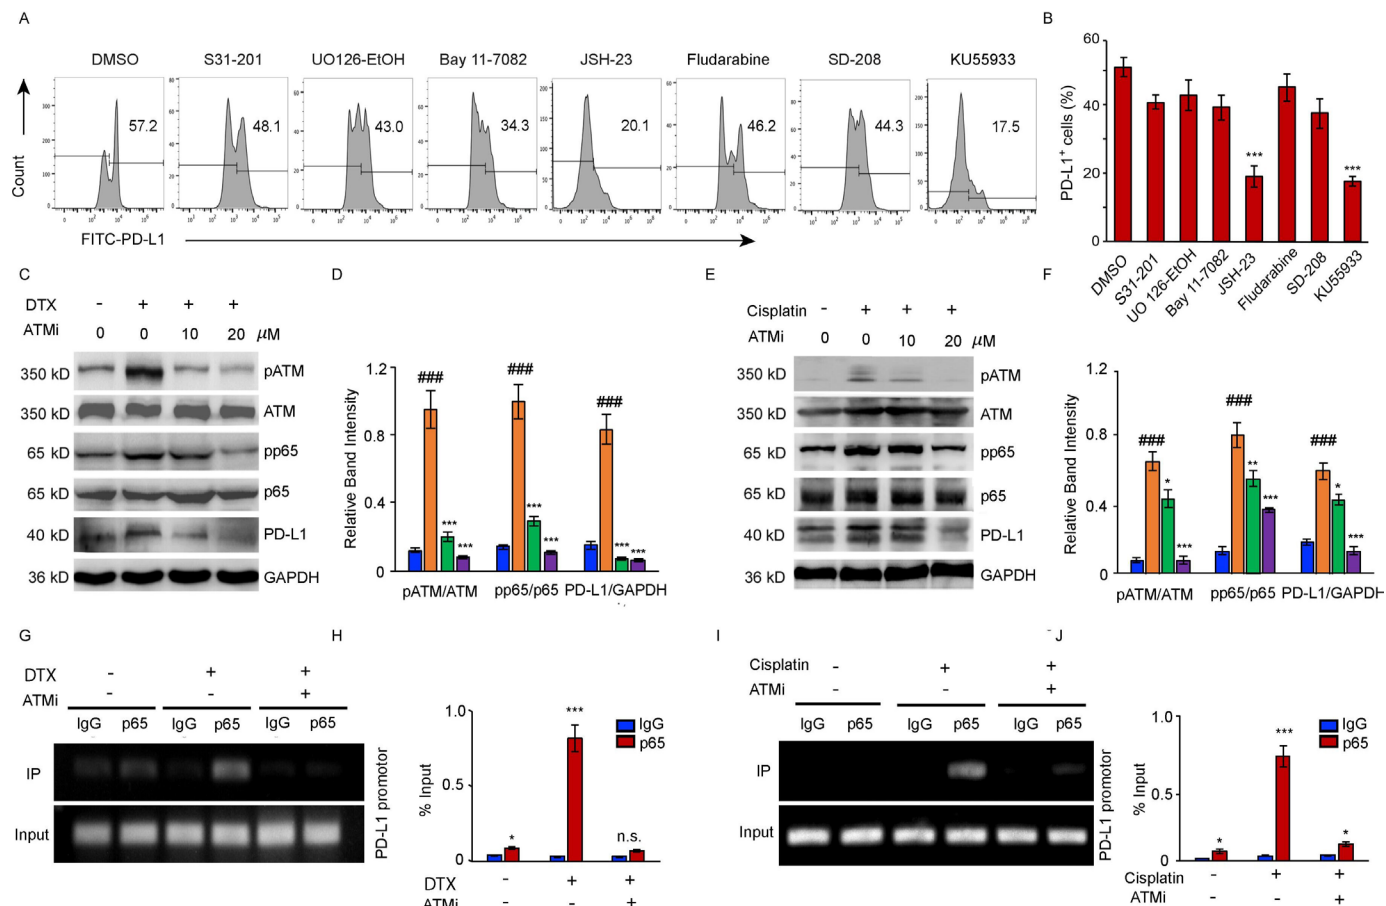 A
B
DMSO
S31-201
UO126-EtOH
Bay 11-7082
JSH-23
Fludarabine
SD-208
KU55933
57.2
48.1
43.0
34.3
20.1
46.2
44.3
17.5
Count
FITC-PD-L1
PD-L1+ cells (%)
60
40
20
0
***
***
DMSO
S31-201
UO 126-EtOH
Bay 11-7082
JSH-23
Fludarabine
SD-208
KU55933
C
DTX - + + +
ATMi 0 0 10 20 μM
350 kD pATM
350 kD ATM
65 kD pp65
65 kD p65
40 kD PD-L1
36 kD GAPDH
D
Relative Band Intensity
1.2
0.8
0.4
0
### ### ###
*** *** *** *** *** ***
pATM/ATM pp65/p65 PD-L1/GAPDH
E
Cisplatin - + + +
ATMi 0 0 10 20 μM
350 kD pATM
350 kD ATM
65 kD pp65
65 kD p65
40 kD PD-L1
36 kD GAPDH
F
Relative Band Intensity
1.2
0.8
0.4
0
### ### ###
* *** ** *** * ***
pATM/ATM pp65/p65 PD-L1/GAPDH
G
DTX - + +
ATMi - - +
IgG p65 IgG p65 IgG p65
IP
Input
PD-L1 promotor
H
% Input
1.0
0.5
0
* *** n.s.
IgG
p65
DTX - + +
ATMi - - +
I
Cisplatin - + +
ATMi - - +
IgG p65 IgG p65 IgG p65
IP
Input
PD-L1 promotor
J
% Input
1.0
0.5
0
* *** *
IgG
p65
Cisplatin - + +
ATMi - - +